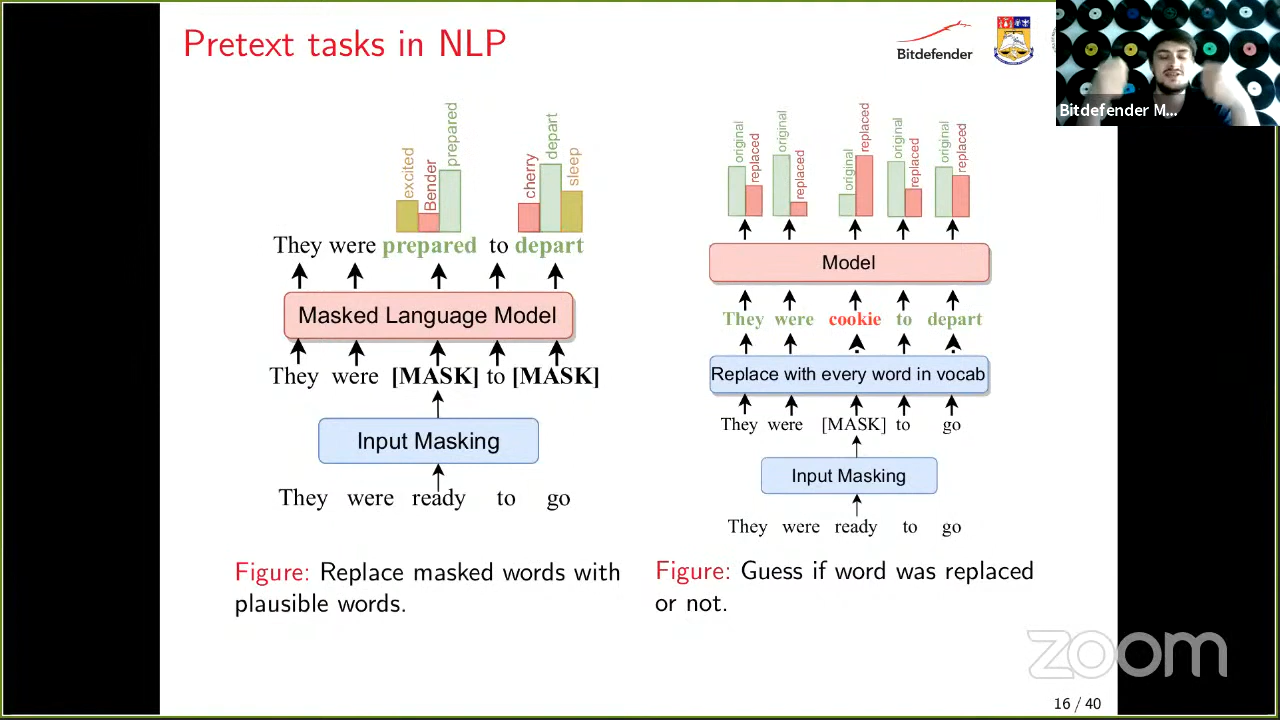 Pretext tasks in NLP
Bitdefender
Bitdefender M...
excited
Bender
prepared
cherry
depart
sleep
They were prepared to depart
Masked Language Model
They were [MASK] to [MASK]
Input Masking
They were ready to go
Figure: Replace masked words with
plausible words.
original
replaced
original
replaced
original
replaced
original
replaced
original
replaced
Model
They were cookie to depart
Replace with every word in vocab
They were [MASK] to go
Input Masking
They were ready to go
Figure: Guess if word was replaced
or not.
zoom
16 / 40